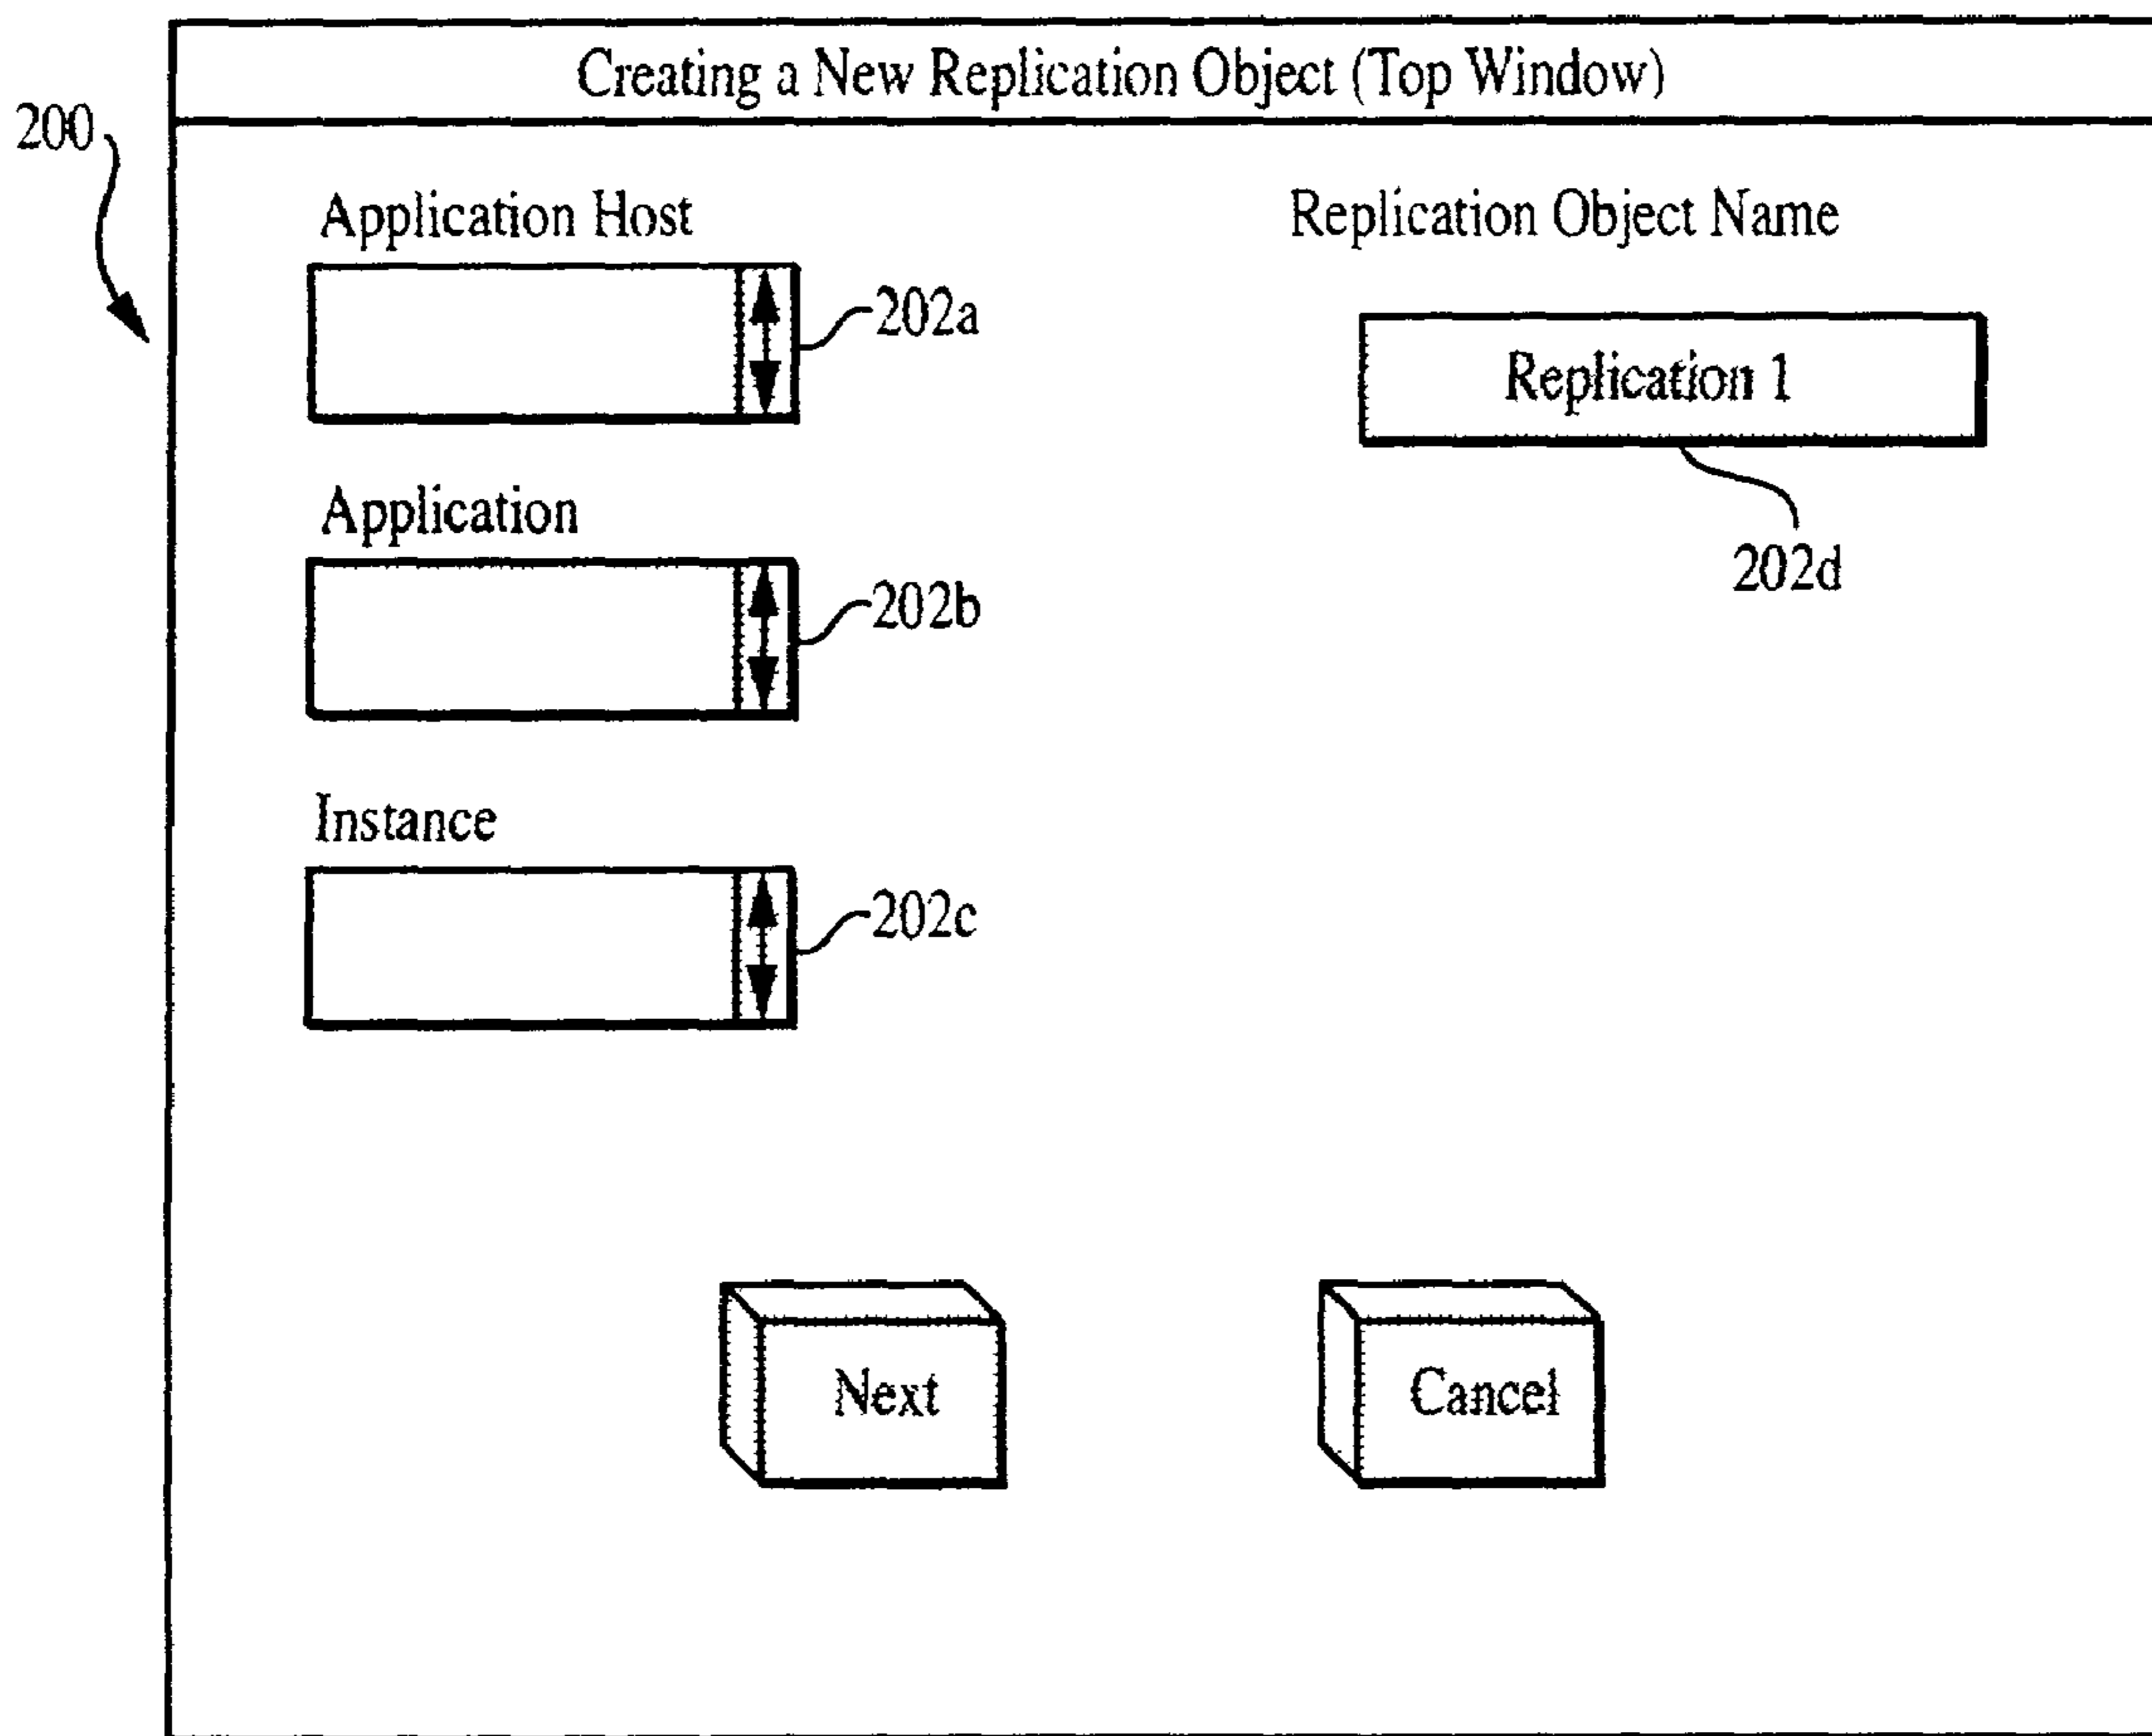 Creating a New Replication Object (Top Window)
200
Application Host
Replication Object Name
202a
Replication 1
Application
202b
202d
Instance
202c
Next
Cancel